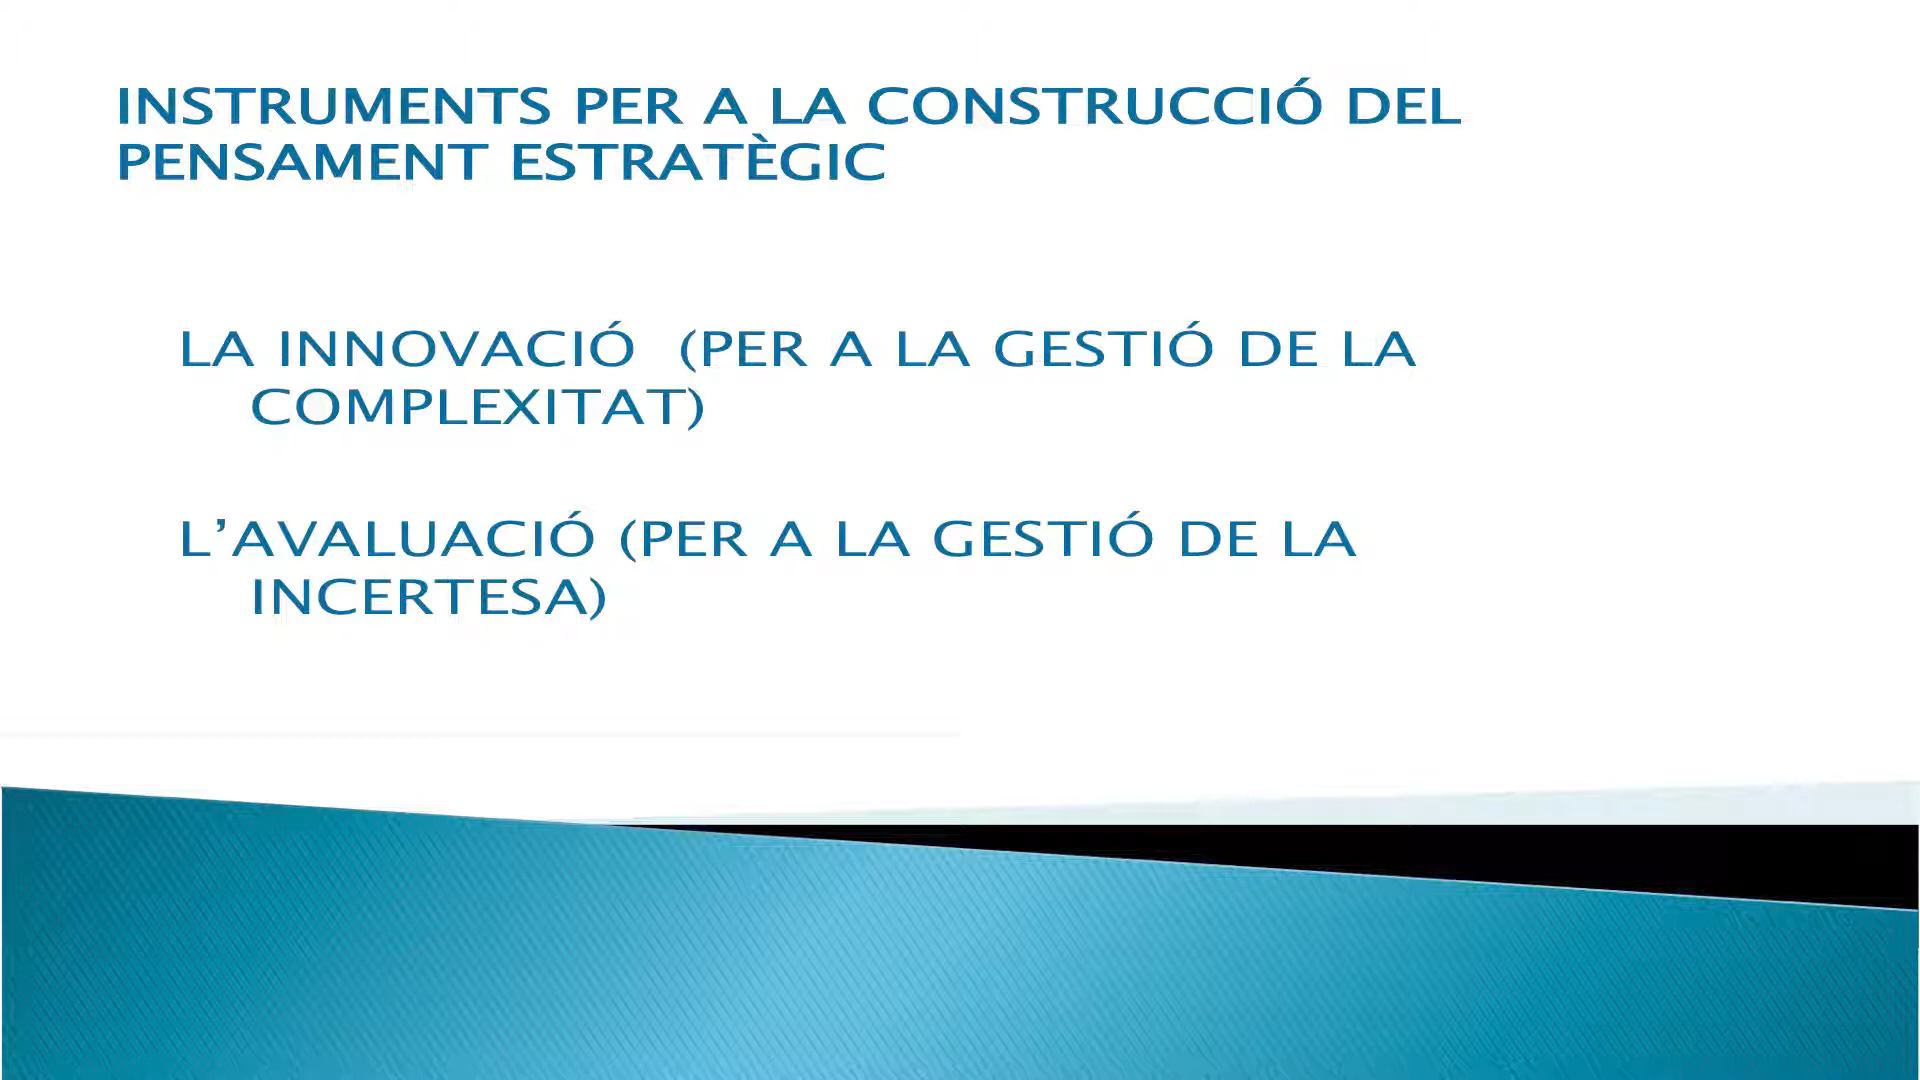 INSTRUMENTS PER A LA CONSTRUCCIÓ DEL
PENSAMENT ESTRATÈGIC
LA INNOVACIÓ (PER A LA GESTIÓ DE LA
COMPLEXITAT)
L’AVALUACIÓ (PER A LA GESTIÓ DE LA
INCERTESA)